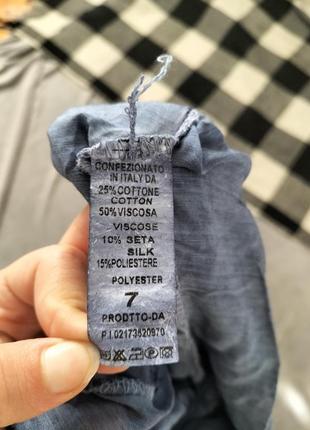 CONFEZIONATO
IN ITALY DA
25% COTTONE
COTTON
50% VISCOSA
VISCOSE
10% SETA
SILK
15% POLIESTERE
POLYESTER
7
PRODTTO-DA
P.I.02173520970